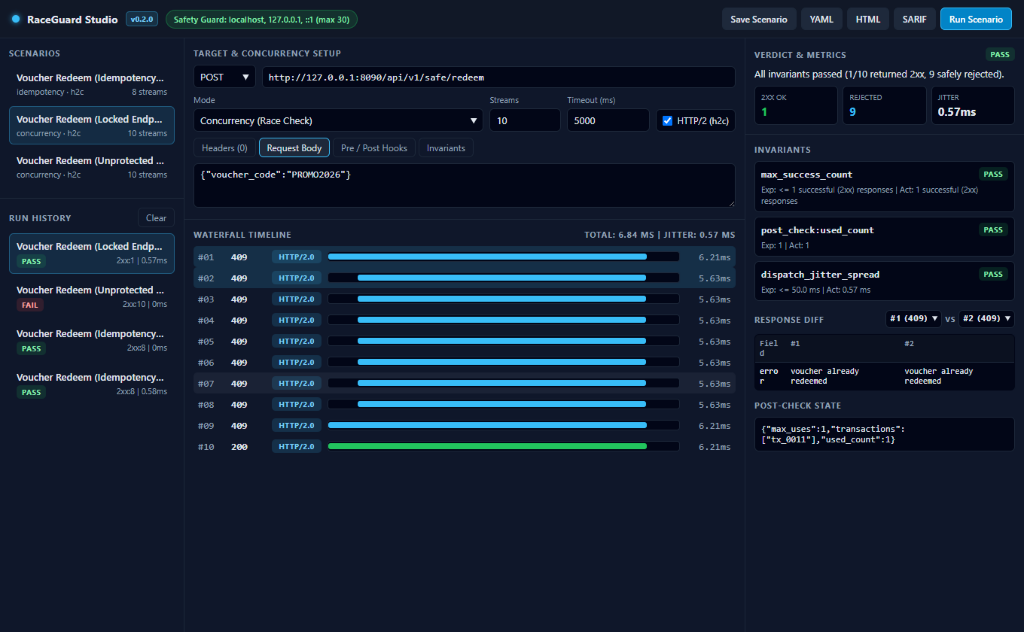 RaceGuard Studio v0.2.0 Safety Guard: localhost, 127.0.0.1, ::1 (max 30) Save Scenario YAML HTML SARIF Run Scenario
SCENARIOS
Voucher Redeem (Idempotency...
idempotency · h2c 8 streams
Voucher Redeem (Locked Endp...
concurrency · h2c 10 streams
Voucher Redeem (Unprotected ...
concurrency · h2c 10 streams
RUN HISTORY Clear
Voucher Redeem (Locked Endp...
PASS 2xx:1 | 0.57ms
Voucher Redeem (Unprotected ...
FAIL 2xx:10 | 0ms
Voucher Redeem (Idempotency...
PASS 2xx:8 | 0ms
Voucher Redeem (Idempotency...
PASS 2xx:8 | 0.58ms
TARGET & CONCURRENCY SETUP
POST http://127.0.0.1:8090/api/v1/safe/redeem
Mode Streams Timeout (ms)
Concurrency (Race Check) 10 5000 HTTP/2 (h2c)
Headers (0) Request Body Pre / Post Hooks Invariants
{"voucher_code":"PROMO2026"}
WATERFALL TIMELINE TOTAL: 6.84 MS | JITTER: 0.57 MS
#01 409 HTTP/2.0 6.21ms
#02 409 HTTP/2.0 5.63ms
#03 409 HTTP/2.0 5.63ms
#04 409 HTTP/2.0 5.63ms
#05 409 HTTP/2.0 5.63ms
#06 409 HTTP/2.0 5.63ms
#07 409 HTTP/2.0 5.63ms
#08 409 HTTP/2.0 5.63ms
#09 409 HTTP/2.0 6.21ms
#10 200 HTTP/2.0 6.21ms
VERDICT & METRICS PASS
All invariants passed (1/10 returned 2xx, 9 safely rejected).
2XX OK REJECTED JITTER
1 9 0.57ms
INVARIANTS
max_success_count PASS
Exp: <= 1 successful (2xx) responses | Act: 1 successful (2xx)
responses
post_check:used_count PASS
Exp: 1 | Act: 1
dispatch_jitter_spread PASS
Exp: <= 50.0 ms | Act: 0.57 ms
RESPONSE DIFF #1 (409) vs #2 (409)
Fiel #1 #2
d
erro voucher already voucher already
r redeemed redeemed
POST-CHECK STATE
{"max_uses":1,"transactions":
["tx_0011"],"used_count":1}